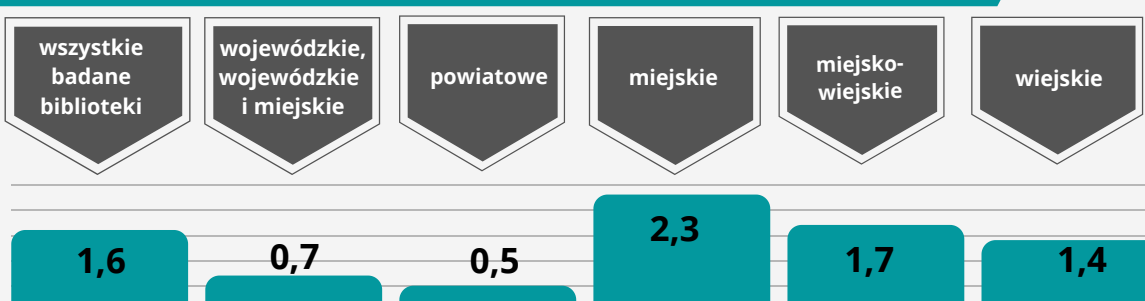 wszystkie
badane
biblioteki
wojewódzkie,
wojewódzkie
i miejskie
powiatowe
miejskie
miejsko-
wiejskie
wiejskie
1,6
0,7
0,5
2,3
1,7
1,4